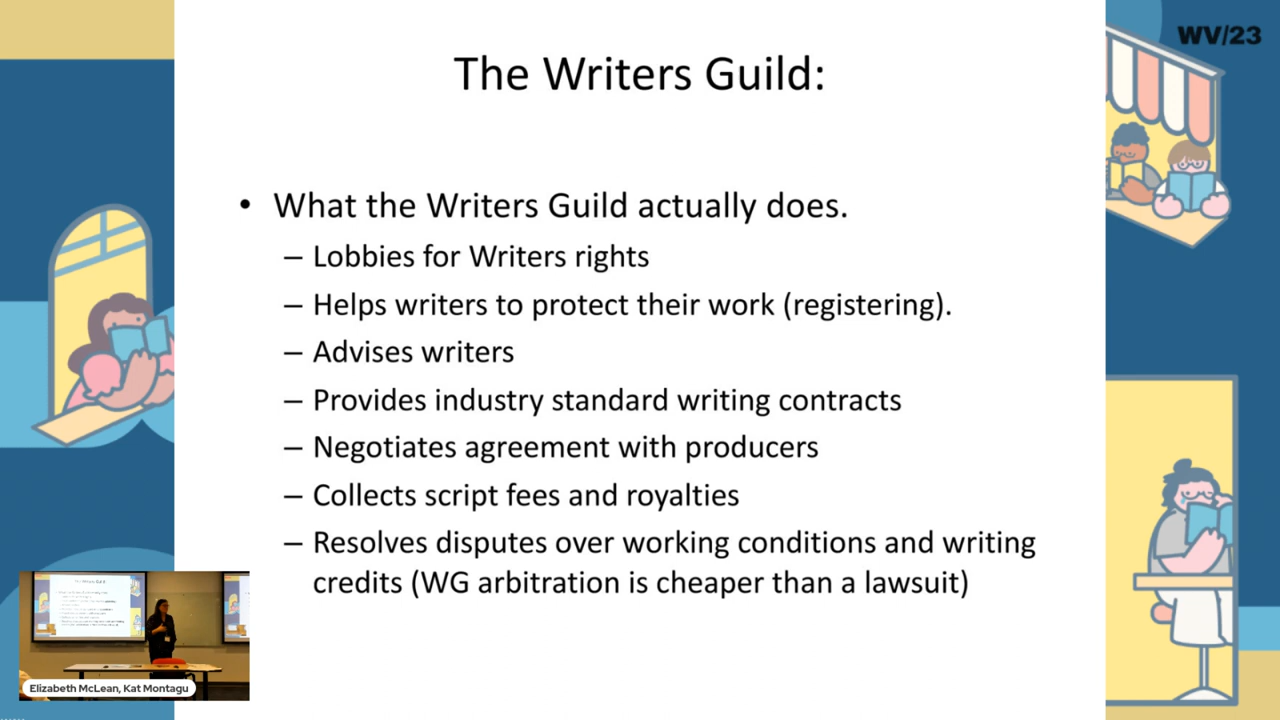 WV/23
The Writers Guild:
• What the Writers Guild actually does.
– Lobbies for Writers rights
– Helps writers to protect their work (registering).
– Advises writers
– Provides industry standard writing contracts
– Negotiates agreement with producers
– Collects script fees and royalties
– Resolves disputes over working conditions and writing
credits (WG arbitration is cheaper than a lawsuit)
Elizabeth McLean, Kat Montagu